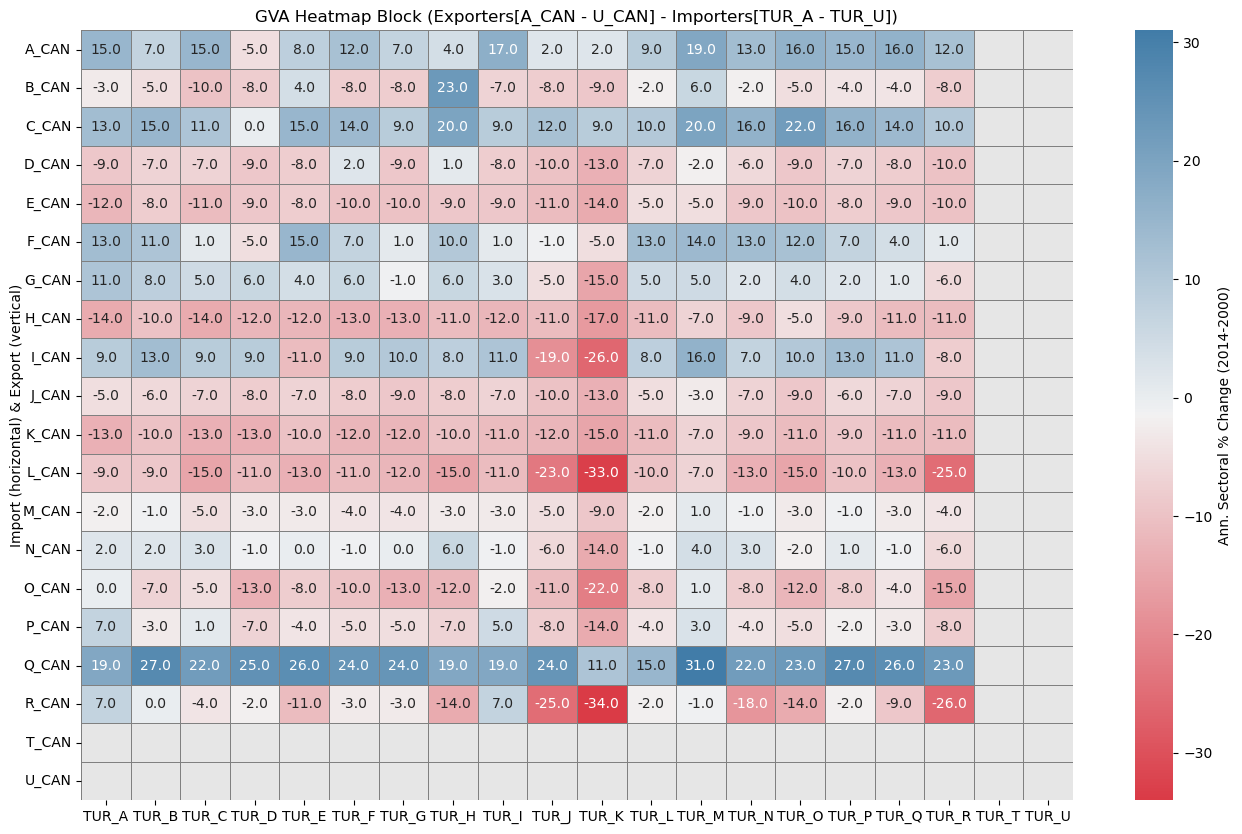 GVA Heatmap Block (Exporters[A_CAN - U_CAN] - Importers[TUR_A - TUR_U])
Import (horizontal) & Export (vertical)
A_CAN 15.0 7.0 15.0 -5.0 8.0 12.0 7.0 4.0 17.0 2.0 2.0 9.0 19.0 13.0 16.0 15.0 16.0 12.0
B_CAN -3.0 -5.0 -10.0 -8.0 4.0 -8.0 -8.0 23.0 -7.0 -8.0 -9.0 -2.0 6.0 -2.0 -5.0 -4.0 -4.0 -8.0
C_CAN 13.0 15.0 11.0 0.0 15.0 14.0 9.0 20.0 9.0 12.0 9.0 10.0 20.0 16.0 22.0 16.0 14.0 10.0
D_CAN -9.0 -7.0 -7.0 -9.0 -8.0 2.0 -9.0 1.0 -8.0 -10.0 -13.0 -7.0 -2.0 -6.0 -9.0 -7.0 -8.0 -10.0
E_CAN -12.0 -8.0 -11.0 -9.0 -8.0 -10.0 -10.0 -9.0 -9.0 -11.0 -14.0 -5.0 -5.0 -9.0 -10.0 -8.0 -9.0 -10.0
F_CAN 13.0 11.0 1.0 -5.0 15.0 7.0 1.0 10.0 1.0 -1.0 -5.0 13.0 14.0 13.0 12.0 7.0 4.0 1.0
G_CAN 11.0 8.0 5.0 6.0 4.0 6.0 -1.0 6.0 3.0 -5.0 -15.0 5.0 5.0 2.0 4.0 2.0 1.0 -6.0
H_CAN -14.0 -10.0 -14.0 -12.0 -12.0 -13.0 -13.0 -11.0 -12.0 -11.0 -17.0 -11.0 -7.0 -9.0 -5.0 -9.0 -11.0 -11.0
I_CAN 9.0 13.0 9.0 9.0 -11.0 9.0 10.0 8.0 11.0 -19.0 -26.0 8.0 16.0 7.0 10.0 13.0 11.0 -8.0
J_CAN -5.0 -6.0 -7.0 -8.0 -7.0 -8.0 -9.0 -8.0 -7.0 -10.0 -13.0 -5.0 -3.0 -7.0 -9.0 -6.0 -7.0 -9.0
K_CAN -13.0 -10.0 -13.0 -13.0 -10.0 -12.0 -12.0 -10.0 -11.0 -12.0 -15.0 -11.0 -7.0 -9.0 -11.0 -9.0 -11.0 -11.0
L_CAN -9.0 -9.0 -15.0 -11.0 -13.0 -11.0 -12.0 -15.0 -11.0 -23.0 -33.0 -10.0 -7.0 -13.0 -15.0 -10.0 -13.0 -25.0
M_CAN -2.0 -1.0 -5.0 -3.0 -3.0 -4.0 -4.0 -3.0 -3.0 -5.0 -9.0 -2.0 1.0 -1.0 -3.0 -1.0 -3.0 -4.0
N_CAN 2.0 2.0 3.0 -1.0 0.0 -1.0 0.0 6.0 -1.0 -6.0 -14.0 -1.0 4.0 3.0 -2.0 1.0 -1.0 -6.0
O_CAN 0.0 -7.0 -5.0 -13.0 -8.0 -10.0 -13.0 -12.0 -2.0 -11.0 -22.0 -8.0 1.0 -8.0 -12.0 -8.0 -4.0 -15.0
P_CAN 7.0 -3.0 1.0 -7.0 -4.0 -5.0 -5.0 -7.0 5.0 -8.0 -14.0 -4.0 3.0 -4.0 -5.0 -2.0 -3.0 -8.0
Q_CAN 19.0 27.0 22.0 25.0 26.0 24.0 24.0 19.0 19.0 24.0 11.0 15.0 31.0 22.0 23.0 27.0 26.0 23.0
R_CAN 7.0 0.0 -4.0 -2.0 -11.0 -3.0 -3.0 -14.0 7.0 -25.0 -34.0 -2.0 -1.0 -18.0 -14.0 -2.0 -9.0 -26.0
T_CAN
U_CAN
TUR_A TUR_B TUR_C TUR_D TUR_E TUR_F TUR_G TUR_H TUR_I TUR_J TUR_K TUR_L TUR_M TUR_N TUR_O TUR_P TUR_Q TUR_R TUR_T TUR_U
30
20
10
0
−10
−20
−30
Ann. Sectoral % Change (2014-2000)